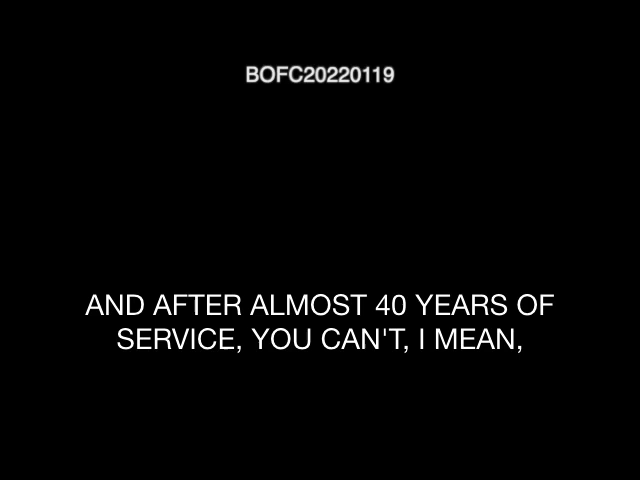 BOFC20220119
AND AFTER ALMOST 40 YEARS OF
SERVICE, YOU CAN'T, I MEAN,